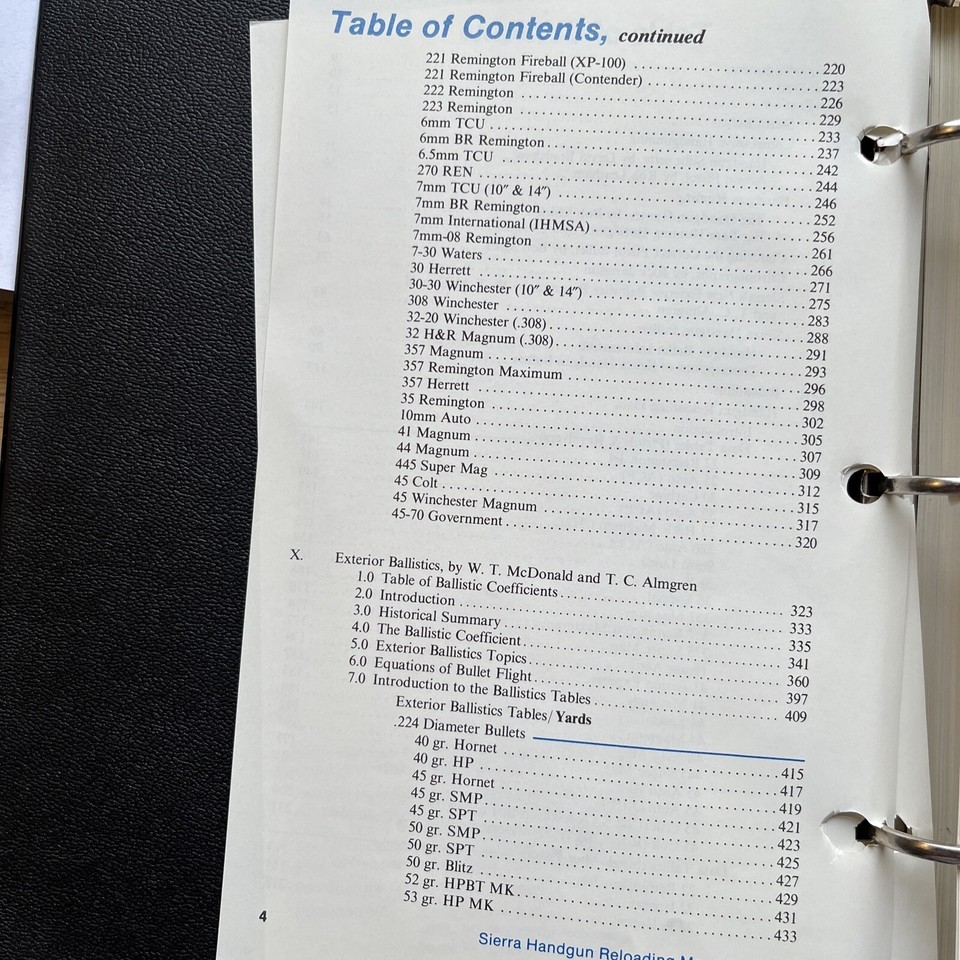 Table of Contents, continued
221 Remington Fireball (XP-100) .......... 220
221 Remington Fireball (Contender) .......... 223
222 Remington .......... 226
223 Remington .......... 229
6mm TCU .......... 233
6mm BR Remington .......... 237
6.5mm TCU .......... 242
270 REN .......... 244
7mm TCU (10″ & 14″) .......... 246
7mm BR Remington .......... 252
7mm International (IHMSA) .......... 256
7mm-08 Remington .......... 261
7-30 Waters .......... 266
30 Herrett .......... 271
30-30 Winchester (10″ & 14″) .......... 275
308 Winchester .......... 283
32-20 Winchester (.308) .......... 288
32 H&R Magnum (.308) .......... 291
357 Magnum .......... 293
357 Remington Maximum .......... 296
357 Herrett .......... 298
35 Remington .......... 302
10mm Auto .......... 305
41 Magnum .......... 307
44 Magnum .......... 309
445 Super Mag .......... 312
45 Colt .......... 315
45 Winchester Magnum .......... 317
45-70 Government .......... 320
X. Exterior Ballistics, by W. T. McDonald and T. C. Almgren
1.0 Table of Ballistic Coefficients .......... 323
2.0 Introduction .......... 333
3.0 Historical Summary .......... 335
4.0 The Ballistic Coefficient .......... 341
5.0 Exterior Ballistics Topics .......... 360
6.0 Equations of Bullet Flight .......... 397
7.0 Introduction to the Ballistics Tables .......... 409
Exterior Ballistics Tables/Yards
.224 Diameter Bullets
40 gr. Hornet .......... 415
40 gr. HP .......... 417
45 gr. Hornet .......... 419
45 gr. SMP .......... 421
45 gr. SPT .......... 423
50 gr. SMP .......... 425
50 gr. SPT .......... 427
50 gr. Blitz .......... 429
52 gr. HPBT MK .......... 431
53 gr. HP MK .......... 433
4
Sierra Handgun Reloading